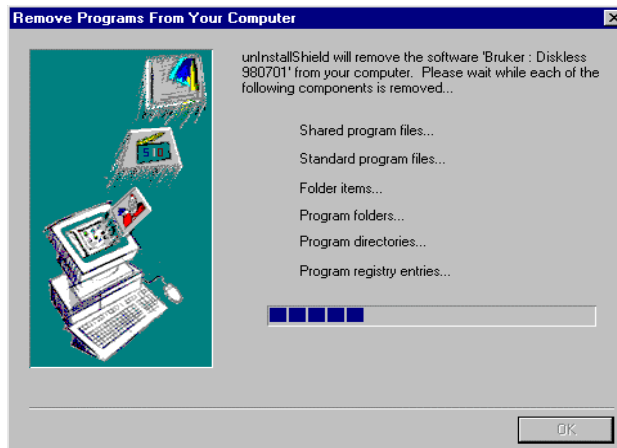 Remove Programs From Your Computer
unInstallShield will remove the software 'Bruker : Diskless
980701' from your computer. Please wait while each of the
following components is removed...
Shared program files...
Standard program files...
Folder items...
Program folders...
Program directories...
Program registry entries...
OK